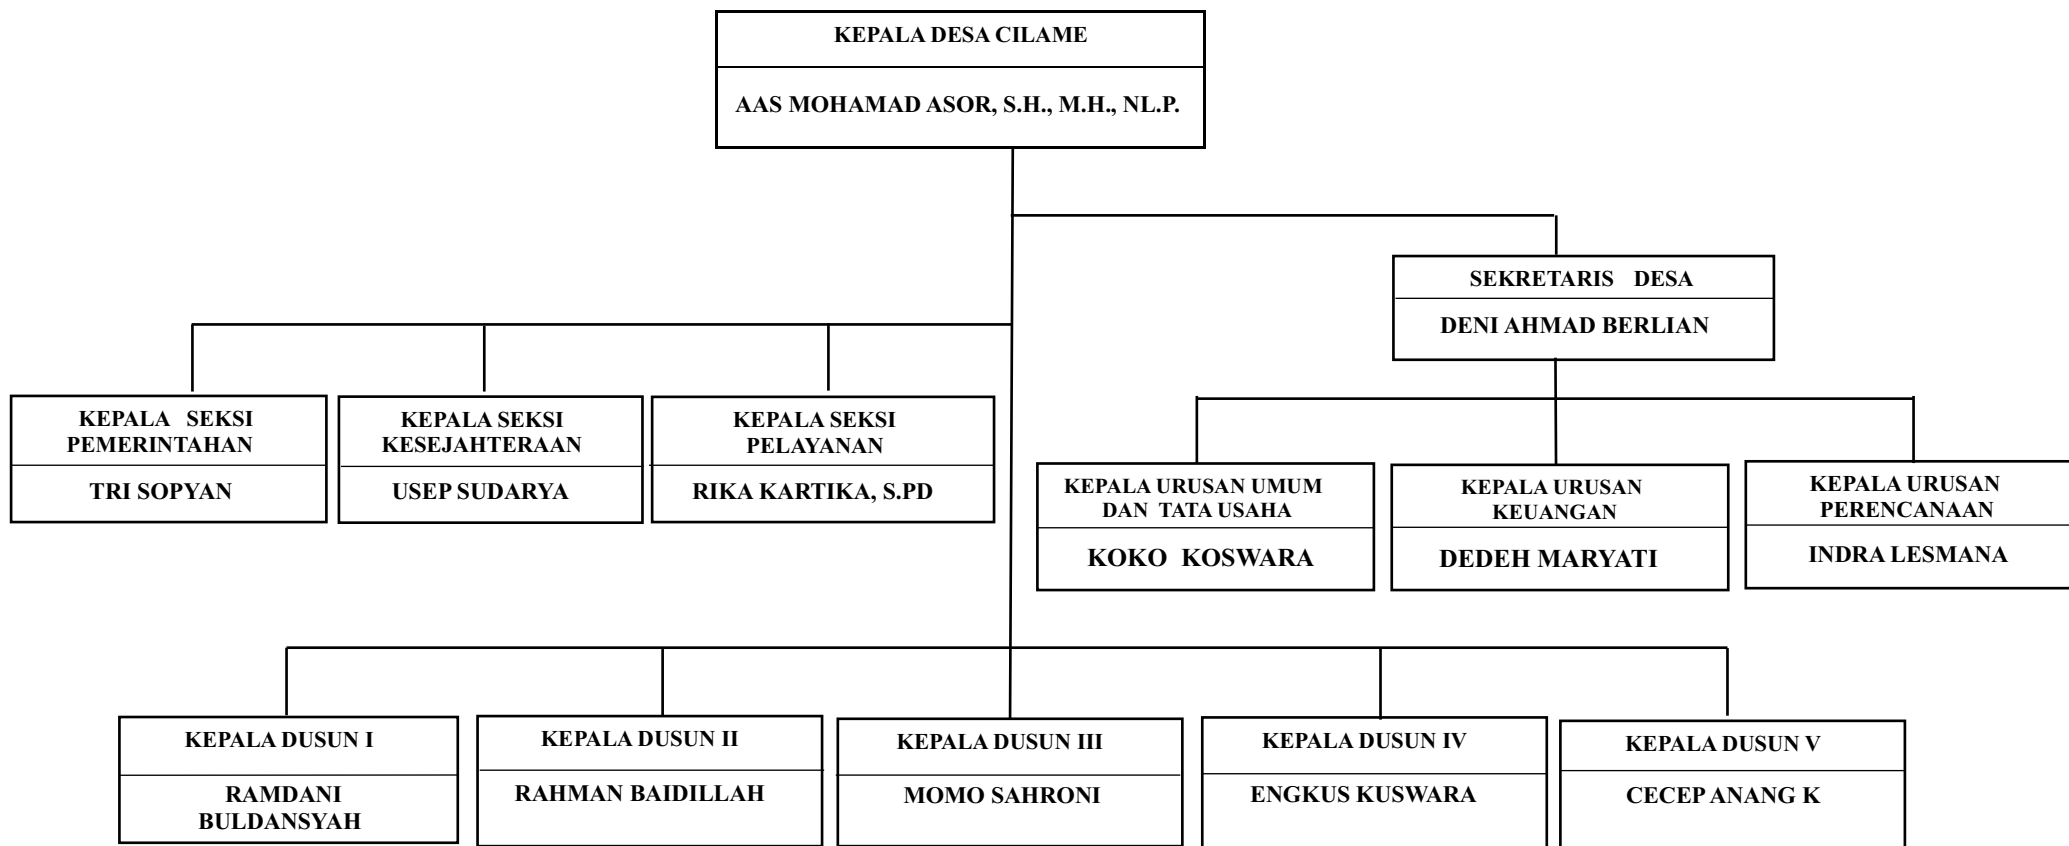 KEPALA DESA CILAME
AAS MOHAMAD ASOR, S.H., M.H., NL.P.
SEKRETARIS DESA
DENI AHMAD BERLIAN
KEPALA SEKSI
PEMERINTAHAN
TRI SOPYAN
KEPALA SEKSI
KESEJAHTERAAN
USEP SUDARYA
KEPALA SEKSI
PELAYANAN
RIKA KARTIKA, S.PD
KEPALA URUSAN UMUM
DAN TATA USAHA
KOKO KOSWARA
KEPALA URUSAN
KEUANGAN
DEDEH MARYATI
KEPALA URUSAN
PERENCANAAN
INDRA LESMANA
KEPALA DUSUN I
RAMDANI
BULDANSYAH
KEPALA DUSUN II
RAHMAN BAIDILLAH
KEPALA DUSUN III
MOMO SAHRONI
KEPALA DUSUN IV
ENGKUS KUSWARA
KEPALA DUSUN V
CECEP ANANG K